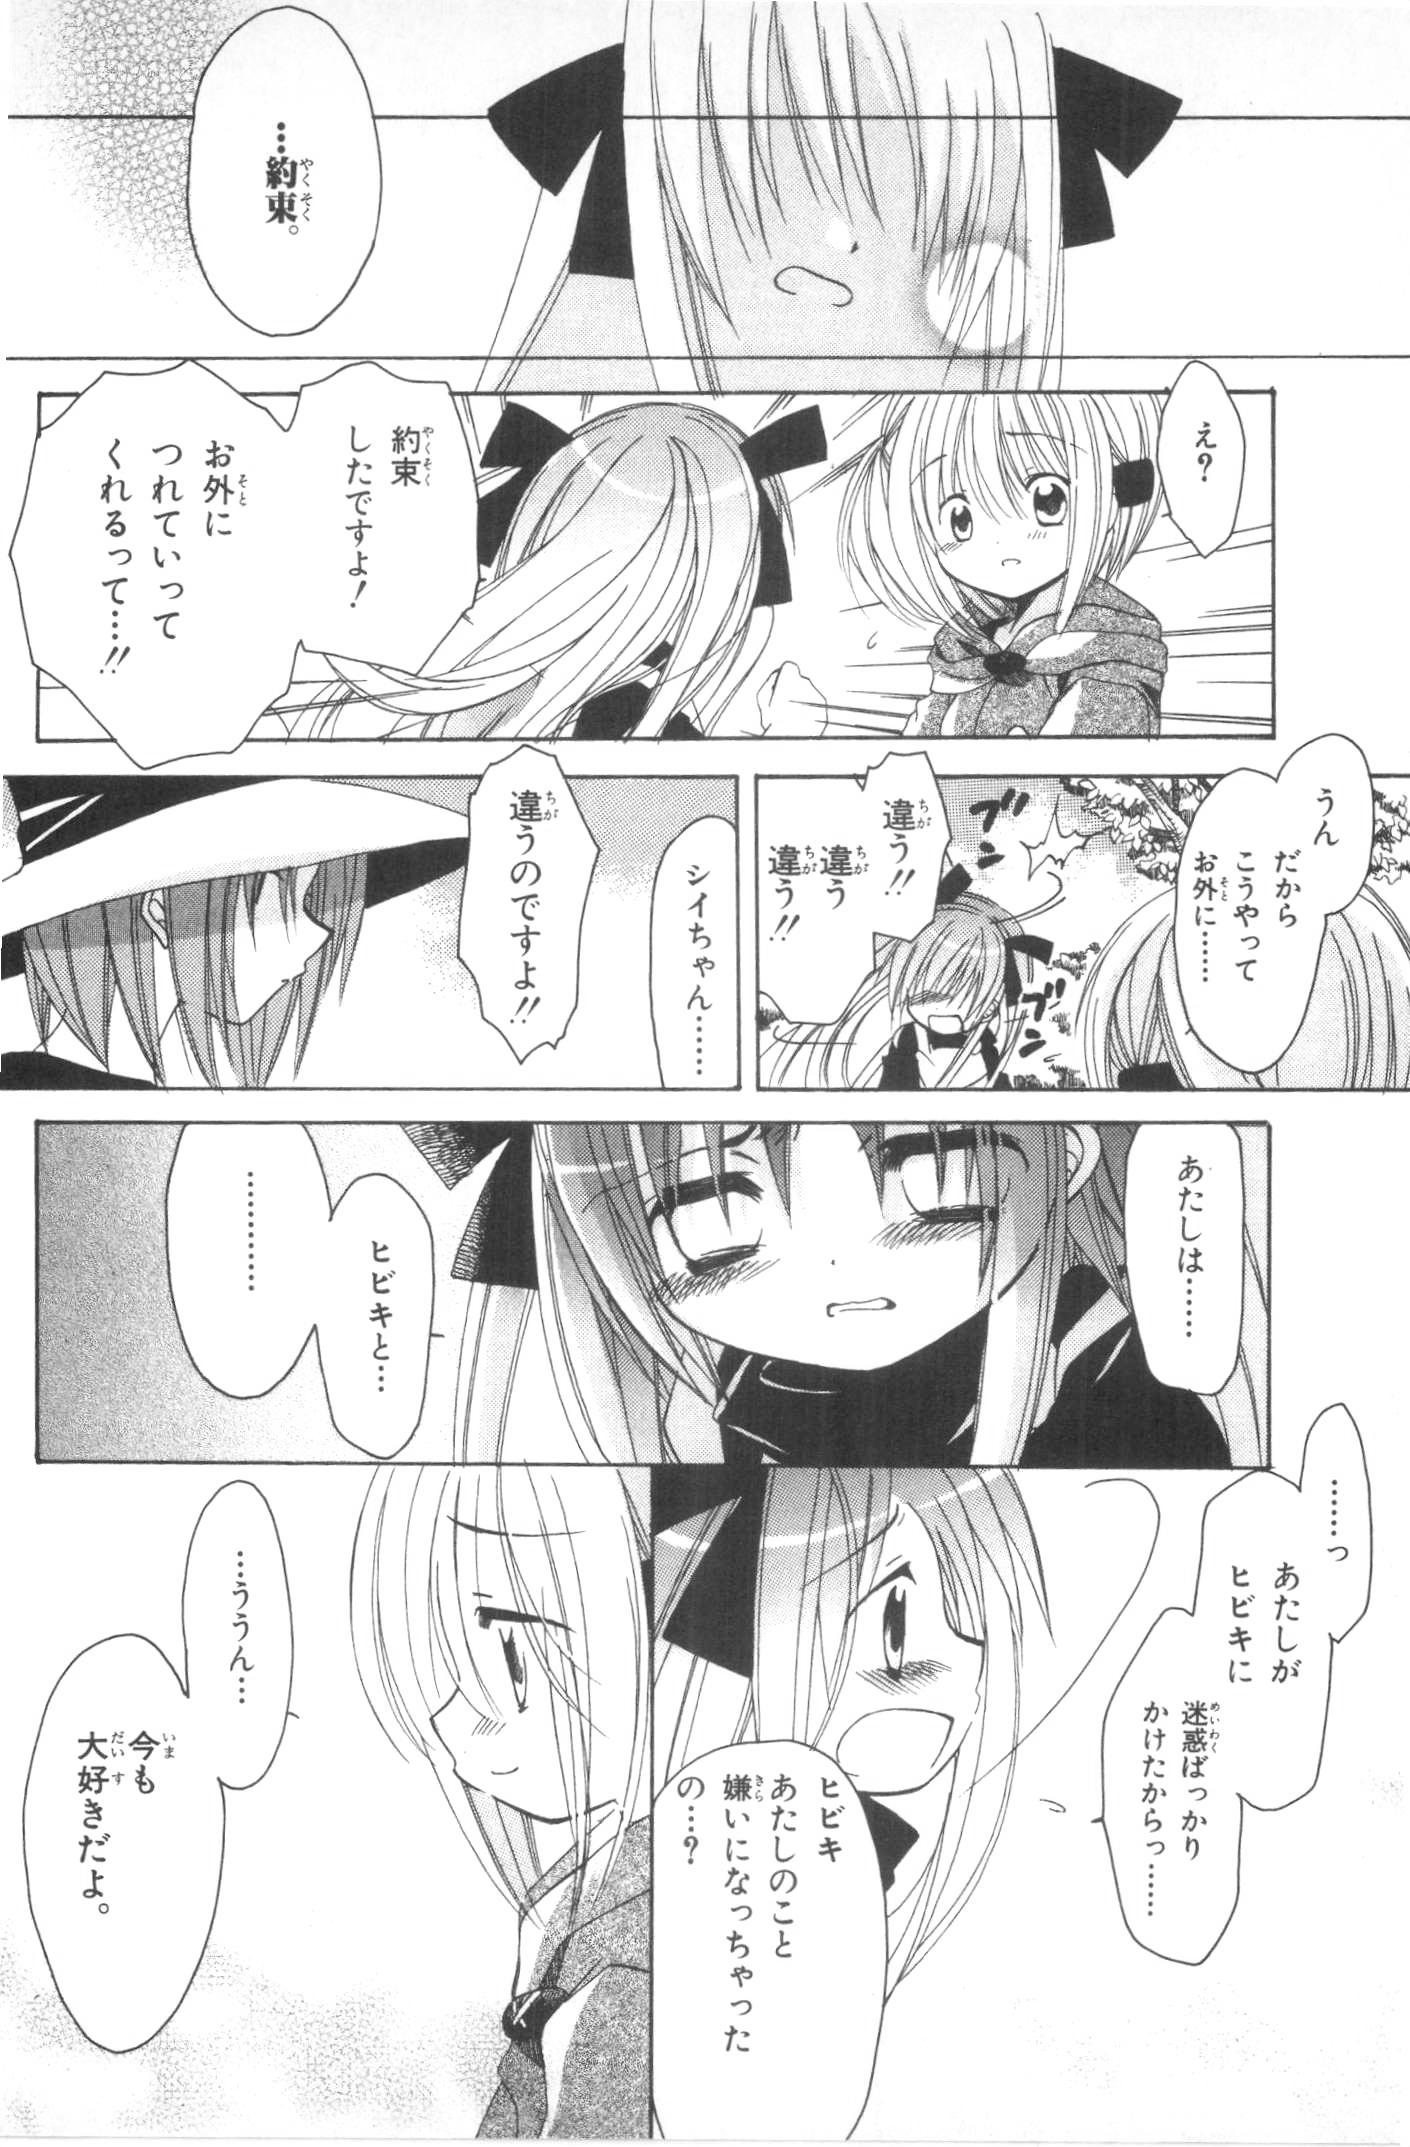 …約束。
え？
約束
したですよ！
お外に
つれていって
くれるって……!!
うん
だから
こうやって
お外に……
違う!!
違う
違う!!
ブンブン
シイちゃん……
違うのですよ!!
あたしは……
ヒビキと…
…………
……っ
あたしが
ヒビキに
迷惑ばっかり
かけたからっ……
ヒビキ
あたしのこと
嫌いになっちゃった
の…？
…ううん…
今も
大好きだよ。